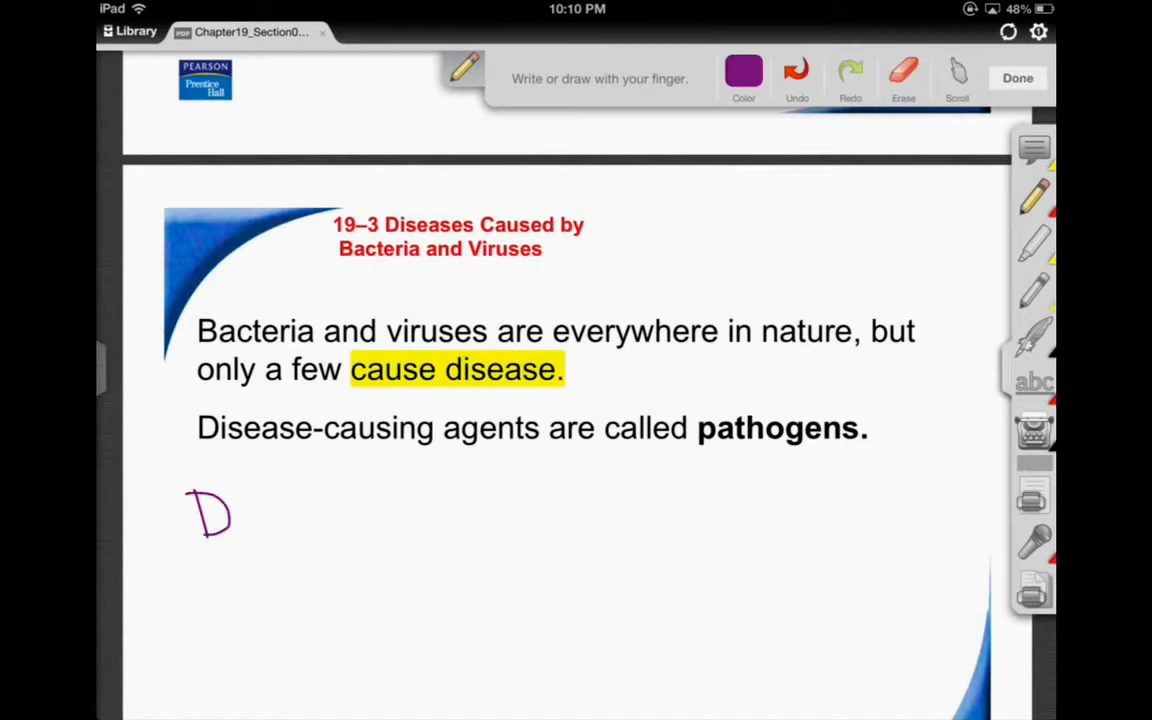 iPad
10:10 PM
48%
Library
PDF
Chapter19_Section0...
PEARSON
Prentice
Hall
Write or draw with your finger.
Color
Undo
Redo
Erase
Scroll
Done
19–3 Diseases Caused by
Bacteria and Viruses
Bacteria and viruses are everywhere in nature, but
only a few cause disease.
Disease-causing agents are called pathogens.
D
abc